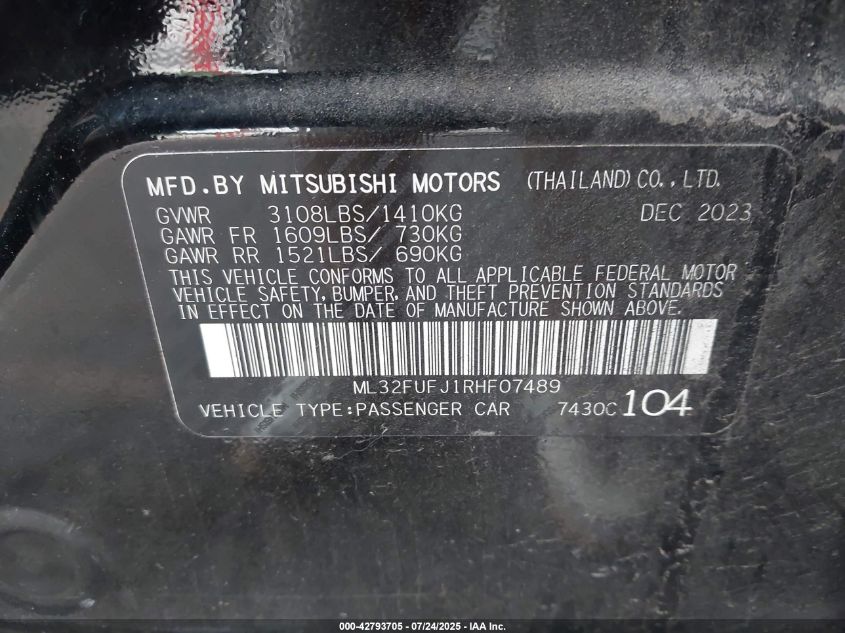 MFD.BY MITSUBISHI MOTORS (THAILAND) CO., LTD.
GVWR 3108LBS/1410KG DEC 2023
GAWR FR 1609LBS/ 730KG
GAWR RR 1521LBS/ 690KG
THIS VEHICLE CONFORMS TO ALL APPLICABLE FEDERAL MOTOR
VEHICLE SAFETY, BUMPER, AND THEFT PREVENTION STANDARDS
IN EFFECT ON THE DATE OF MANUFACTURE SHOWN ABOVE.
ML32FUFJ1RHF07489
VEHICLE TYPE:PASSENGER CAR 7430C104
000-42793705 - 07/24/2025 - IAA Inc.